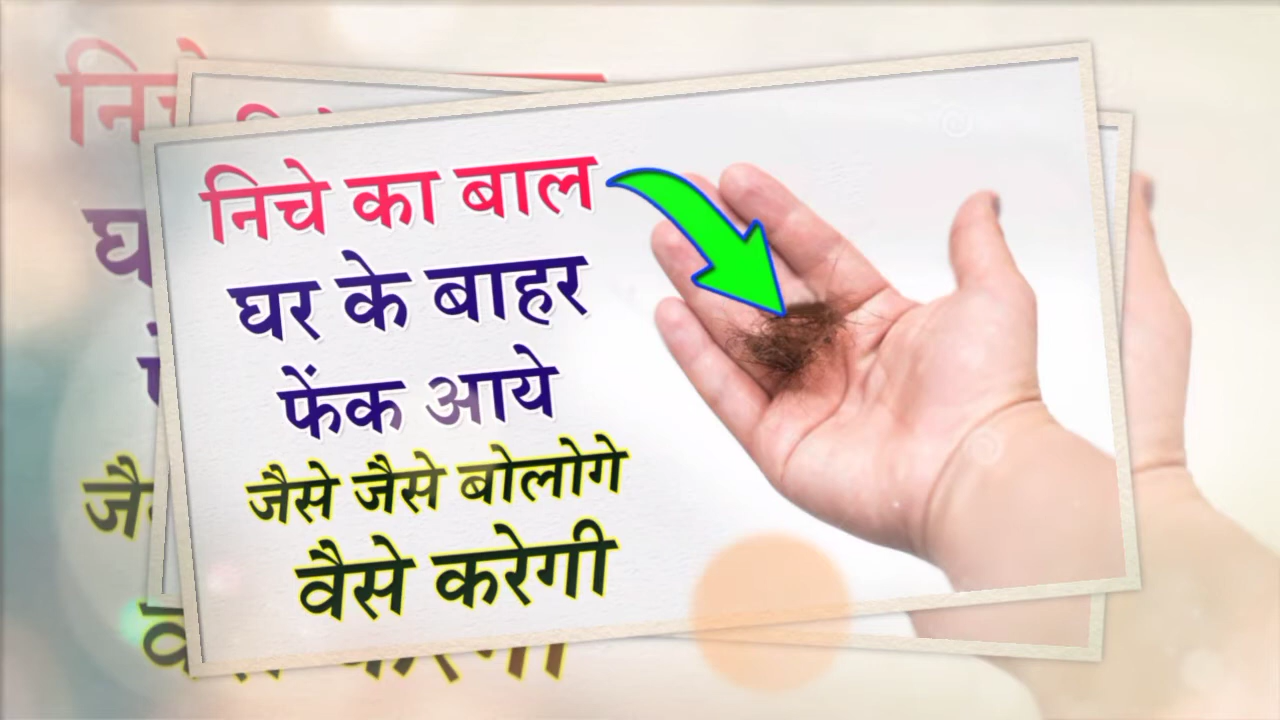 निचे का बाल
घर के बाहर
फेंक आये
जैसे जैसे बोलोगे
वैसे करेगी